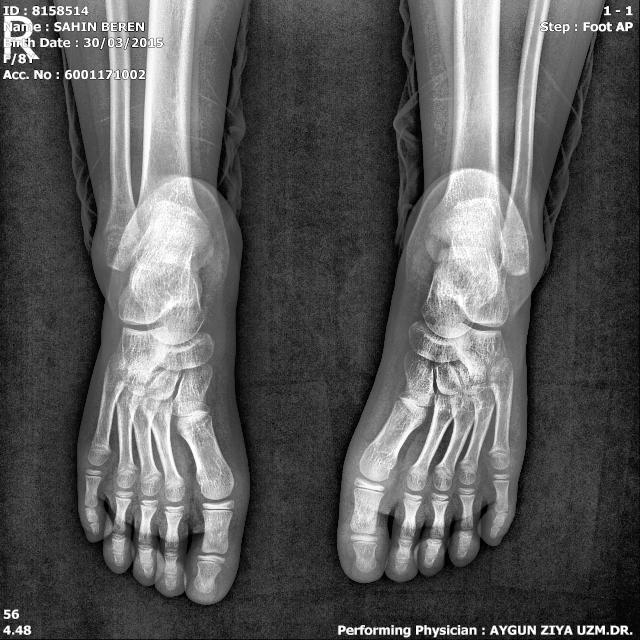 ID : 8158514
Name : SAHIN BEREN
Birth Date : 30/03/2015
F/8Y
Acc. No : 6001171002
R
1 - 1
Step : Foot AP
56
4.48
Performing Physician : AYGUN ZIYA UZM.DR.